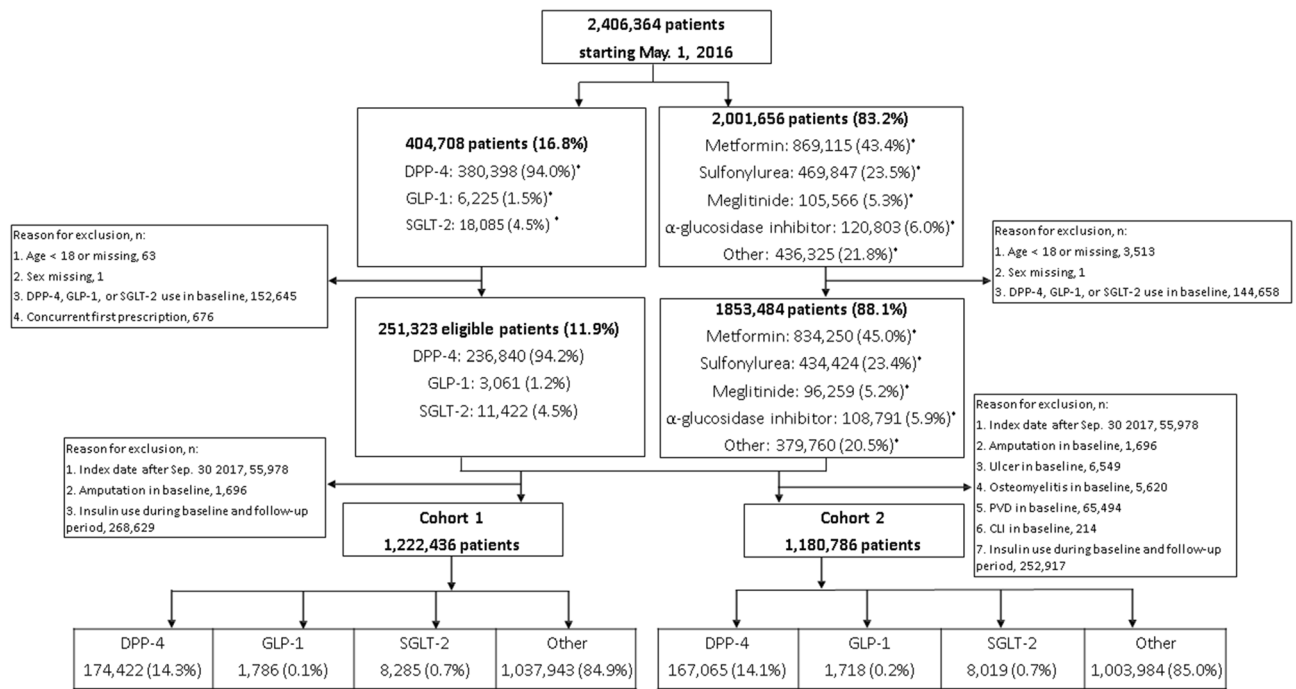 2,406,364 patients
starting May. 1, 2016
404,708 patients (16.8%)
DPP-4: 380,398 (94.0%)*
GLP-1: 6,225 (1.5%)*
SGLT-2: 18,085 (4.5%) *
2,001,656 patients (83.2%)
Metformin: 869,115 (43.4%)*
Sulfonylurea: 469,847 (23.5%)*
Meglitinide: 105,566 (5.3%)*
α-glucosidase inhibitor: 120,803 (6.0%)*
Other: 436,325 (21.8%)*
Reason for exclusion, n:
1. Age < 18 or missing, 63
2. Sex missing, 1
3. DPP-4, GLP-1, or SGLT-2 use in baseline, 152,645
4. Concurrent first prescription, 676
Reason for exclusion, n:
1. Age < 18 or missing, 3,513
2. Sex missing, 1
3. DPP-4, GLP-1, or SGLT-2 use in baseline, 144,658
251,323 eligible patients (11.9%)
DPP-4: 236,840 (94.2%)
GLP-1: 3,061 (1.2%)
SGLT-2: 11,422 (4.5%)
1853,484 patients (88.1%)
Metformin: 834,250 (45.0%)*
Sulfonylurea: 434,424 (23.4%)*
Meglitinide: 96,259 (5.2%)*
α-glucosidase inhibitor: 108,791 (5.9%)*
Other: 379,760 (20.5%)*
Reason for exclusion, n:
1. Index date after Sep. 30 2017, 55,978
2. Amputation in baseline, 1,696
3. Insulin use during baseline and follow-up
period, 268,629
Reason for exclusion, n:
1. Index date after Sep. 30 2017, 55,978
2. Amputation in baseline, 1,696
3. Ulcer in baseline, 6,549
4. Osteomyelitis in baseline, 5,620
5. PVD in baseline, 65,494
6. CLI in baseline, 214
7. Insulin use during baseline and follow-up
period, 252,917
Cohort 1
1,222,436 patients
Cohort 2
1,180,786 patients
DPP-4 GLP-1 SGLT-2 Other
174,422 (14.3%) 1,786 (0.1%) 8,285 (0.7%) 1,037,943 (84.9%)
DPP-4 GLP-1 SGLT-2 Other
167,065 (14.1%) 1,718 (0.2%) 8,019 (0.7%) 1,003,984 (85.0%)